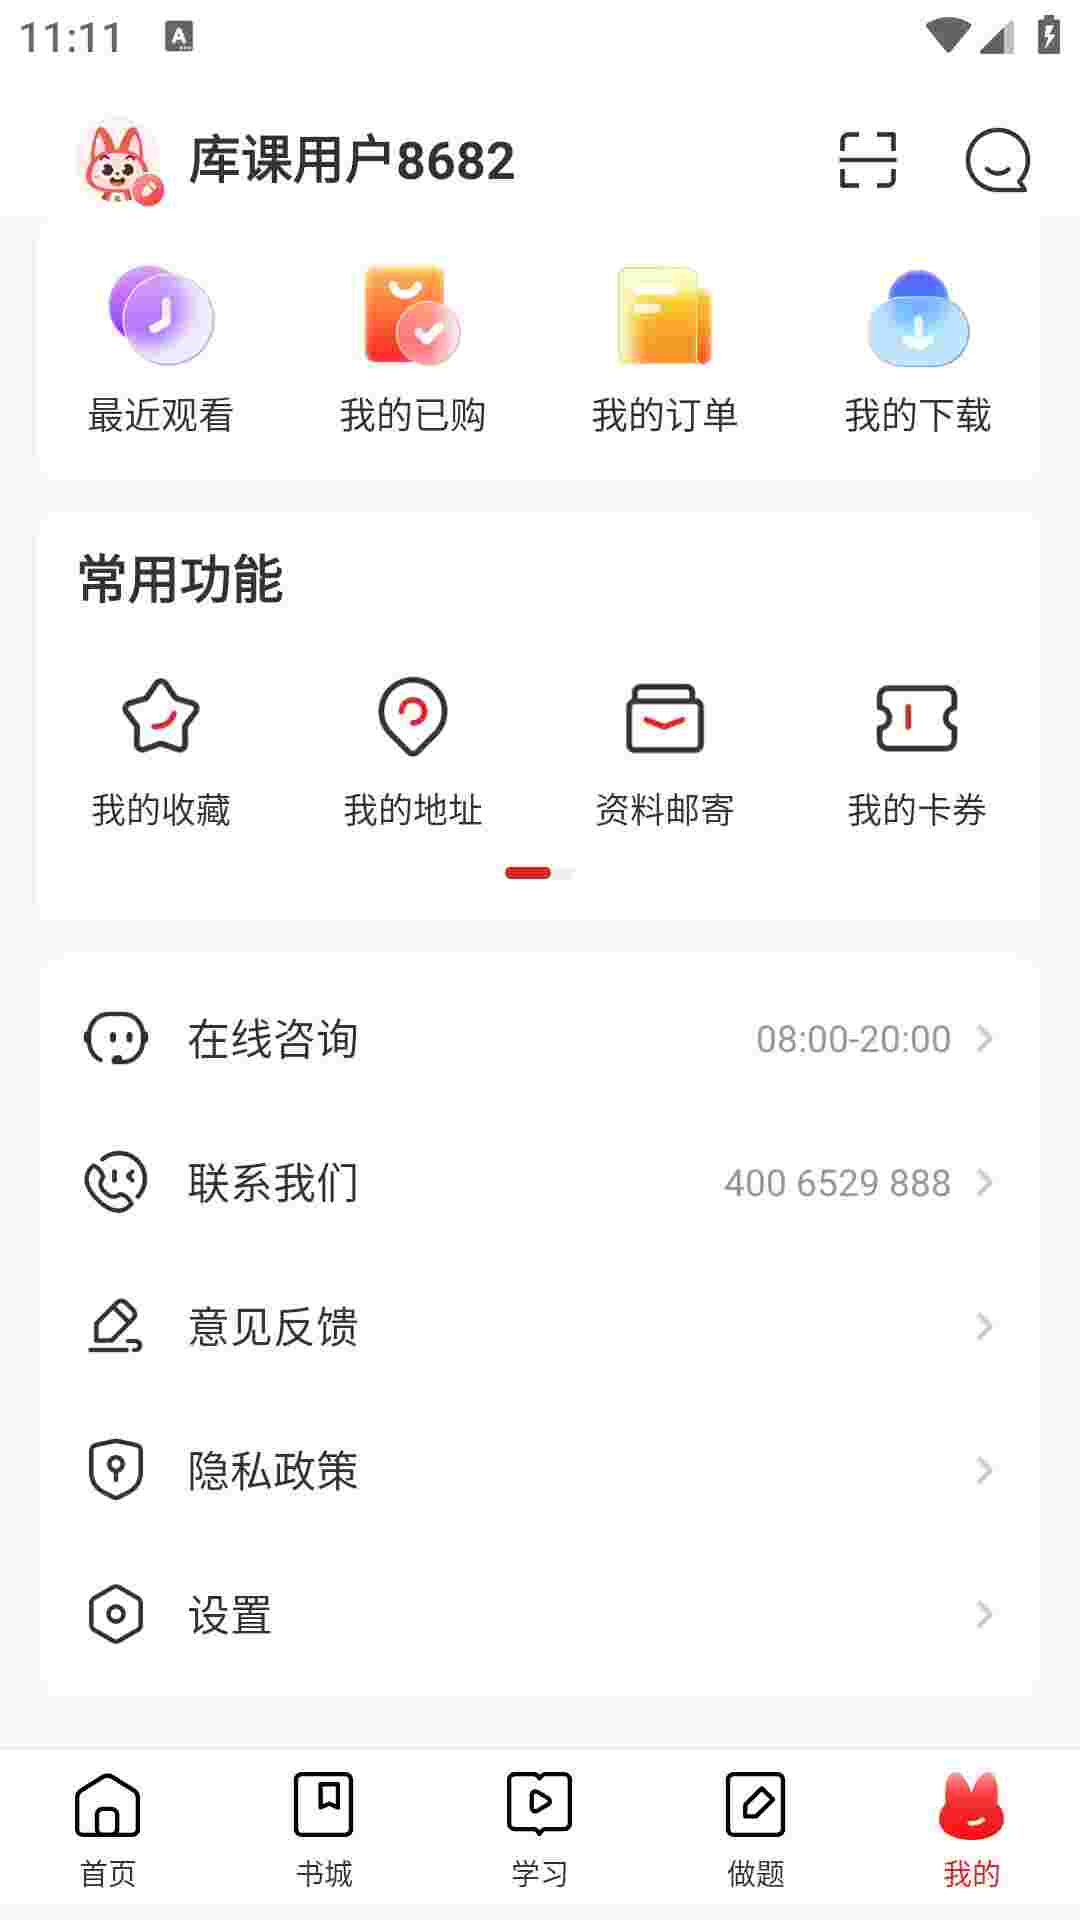 11:11
A
库课用户8682
最近观看 我的已购 我的订单 我的下载
常用功能
我的收藏 我的地址 资料邮寄 我的卡券
在线咨询 08:00-20:00
联系我们 400 6529 888
意见反馈
隐私政策
设置
首页 书城 学习 做题 我的